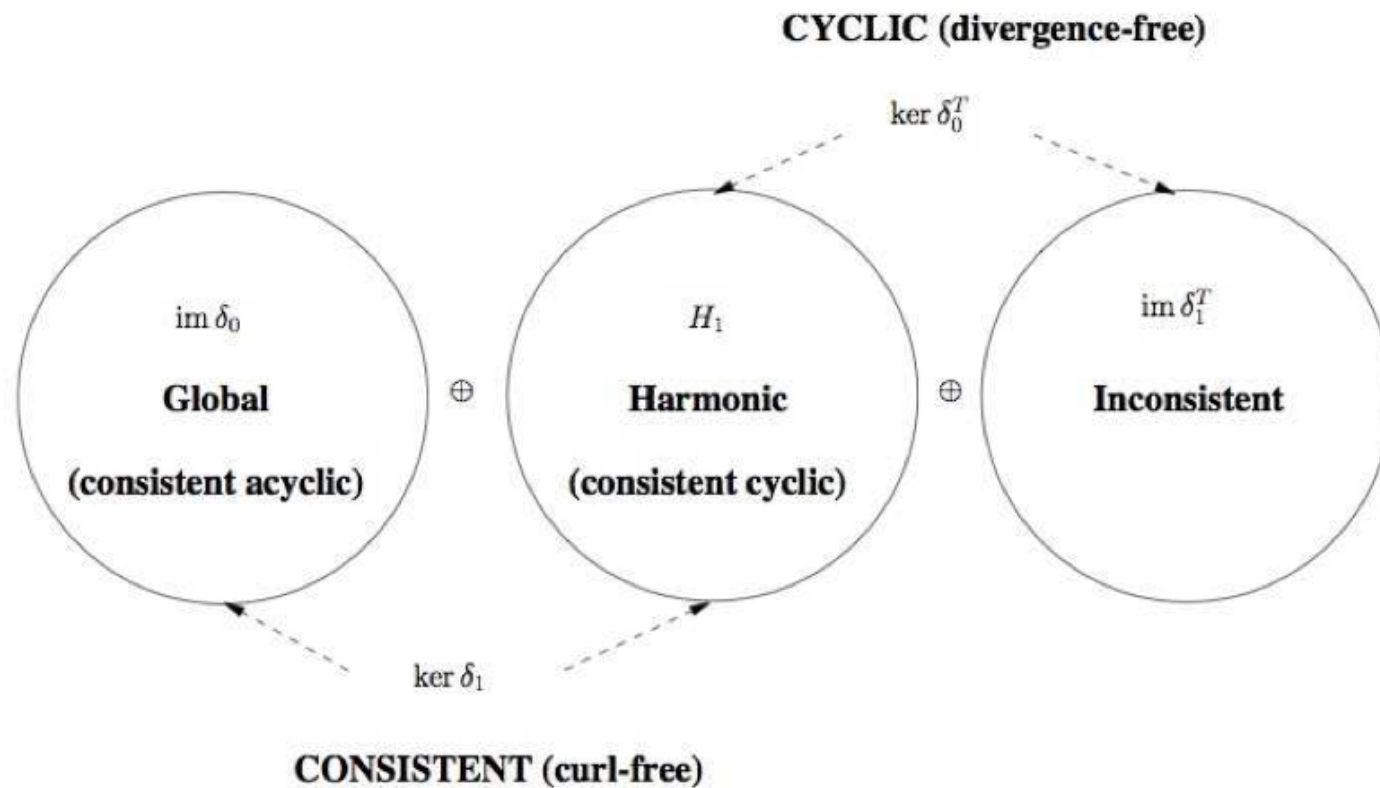 CYCLIC (divergence-free)
ker δ₀ᵀ
im δ₀
H₁
im δ₁ᵀ
Global
⊕
Harmonic
⊕
Inconsistent
(consistent acyclic)
(consistent cyclic)
ker δ₁
CONSISTENT (curl-free)